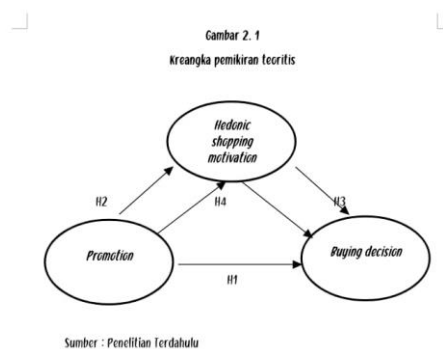 Gambar 2. 1
Kreangka pemikiran teoritis
Hedonic
shopping
motivation
H2
H4
H3
Promotion
Buying decision
H1
Sumber : Penelitian Terdahulu